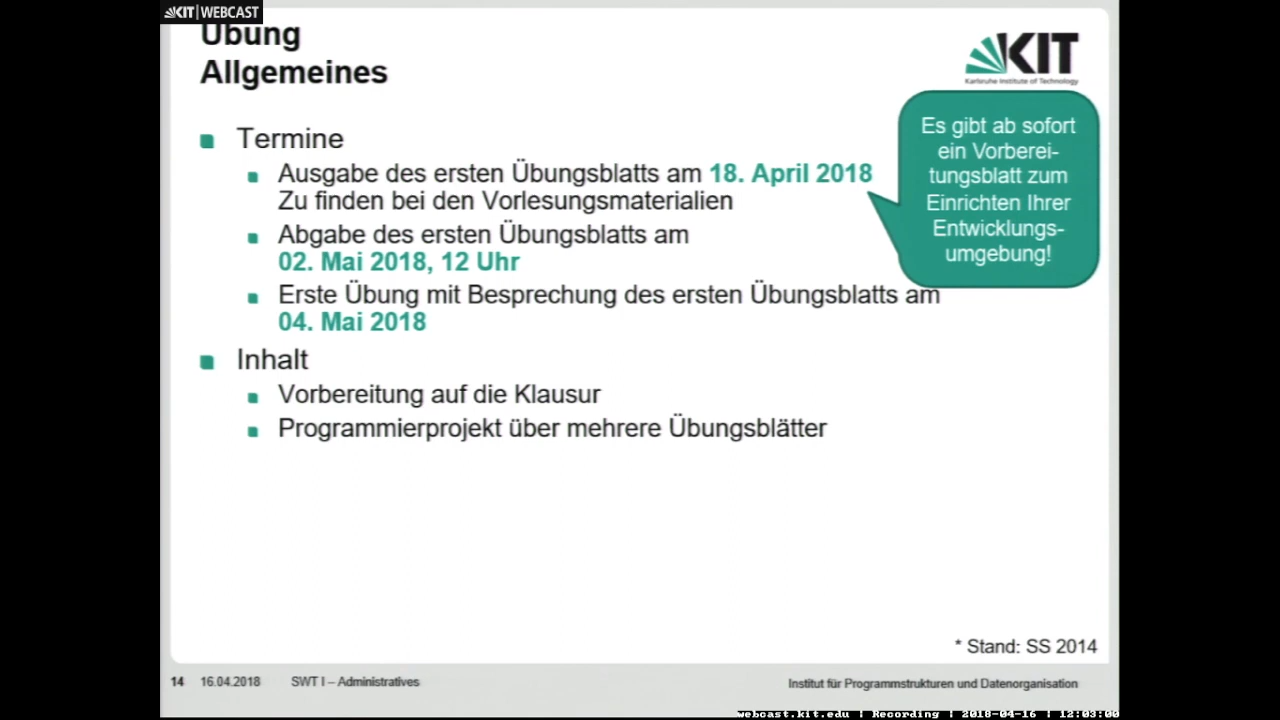 KIT WEBCAST
Übung
Allgemeines
KIT
Karlsruhe Institute of Technology
Termine
Ausgabe des ersten Übungsblatts am 18. April 2018
Zu finden bei den Vorlesungsmaterialien
Abgabe des ersten Übungsblatts am
02. Mai 2018, 12 Uhr
Erste Übung mit Besprechung des ersten Übungsblatts am
04. Mai 2018
Es gibt ab sofort
ein Vorberei-
tungsblatt zum
Einrichten Ihrer
Entwicklungs-
umgebung!
Inhalt
Vorbereitung auf die Klausur
Programmierprojekt über mehrere Übungsblätter
* Stand: SS 2014
14 16.04.2018 SWT I – Administratives
Institut für Programmstrukturen und Datenorganisation
webcast.kit.edu | Recording | 2018-04-16 | 12:03:00